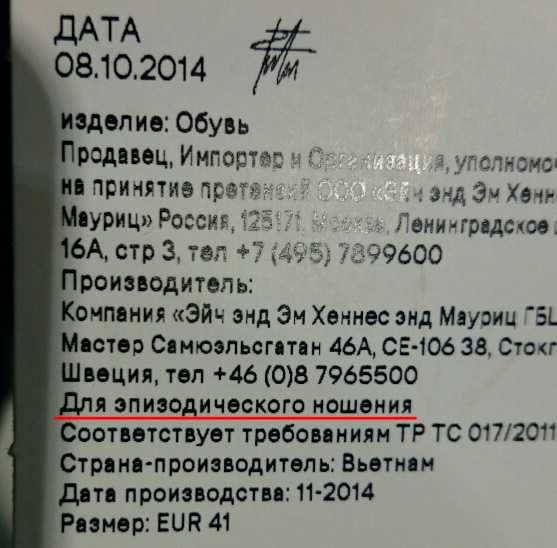 ДАТА
08.10.2014
изделие: Обувь
Продавец, Импортер и Организация, уполномоч
на принятие претензий ООО «Эйч энд Эм Хенн
Мауриц» Россия, 125171, Москва, Ленинградское
16А, стр 3, тел +7 (495) 7899600
Производитель:
Компания «Эйч энд Эм Хеннес энд Мауриц ГБЦ
Мастер Самюэльсгатан 46А, СЕ-106 38, Сток
Швеция, тел +46 (0)8 7965500
Для эпизодического ношения
Соответствует требованиям ТР ТС 017/2011
Страна-производитель: Вьетнам
Дата производства: 11-2014
Размер: EUR 41